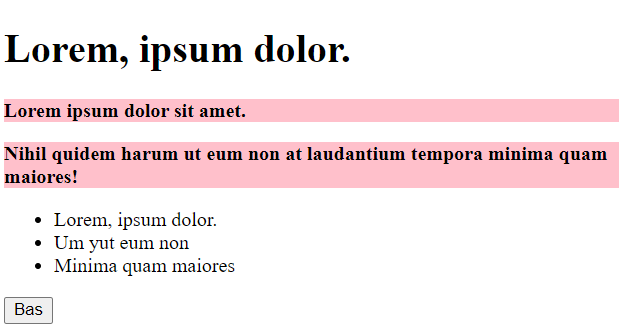 Lorem, ipsum dolor.
Lorem ipsum dolor sit amet.
Nihil quidem harum ut eum non at laudantium tempora minima quam
maiores!
Lorem, ipsum dolor.
Um yut eum non
Minima quam maiores
Bas